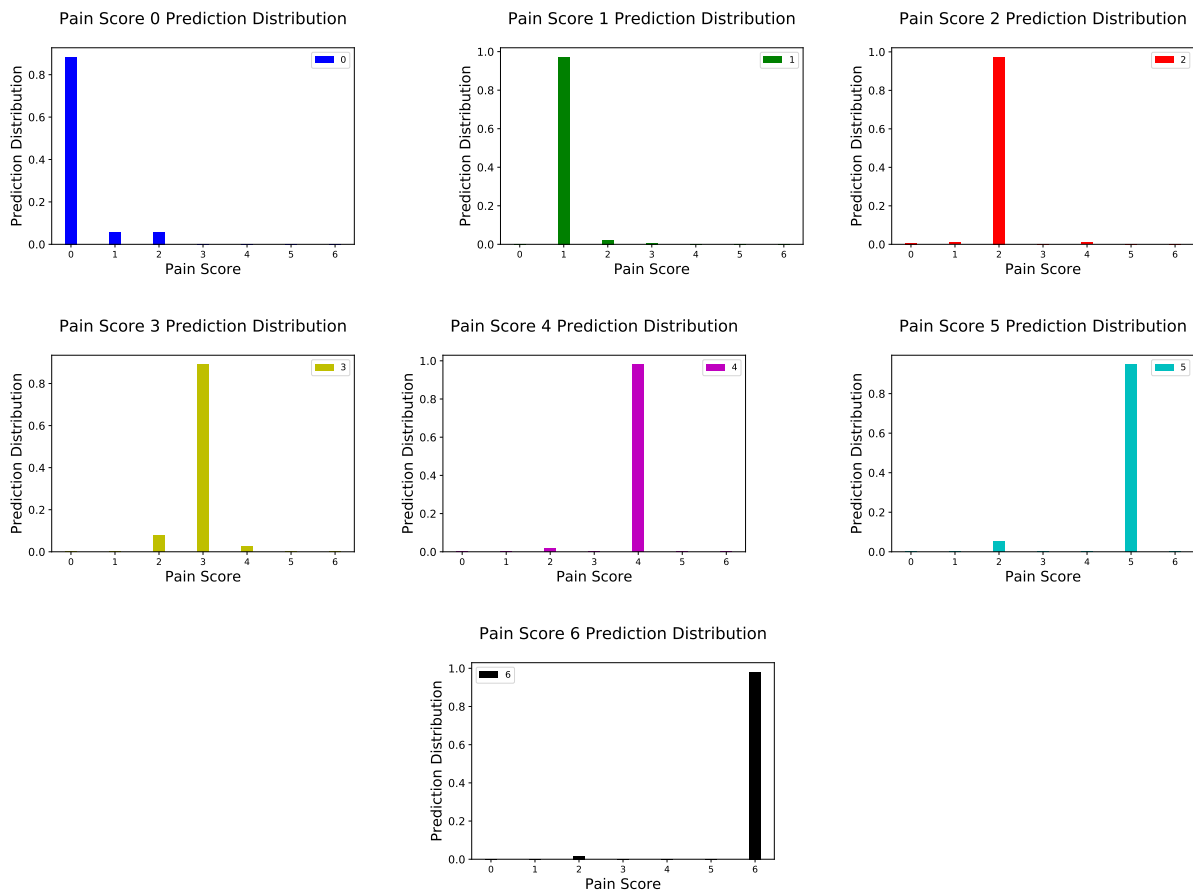 Pain Score 0 Prediction Distribution
Prediction Distribution
0.8
0.6
0.4
0.2
0.0
0
0 1 2 3 4 5 6
Pain Score
Pain Score 1 Prediction Distribution
Prediction Distribution
1.0
0.8
0.6
0.4
0.2
0.0
1
0 1 2 3 4 5 6
Pain Score
Pain Score 2 Prediction Distribution
Prediction Distribution
1.0
0.8
0.6
0.4
0.2
0.0
2
0 1 2 3 4 5 6
Pain Score
Pain Score 3 Prediction Distribution
Prediction Distribution
0.8
0.6
0.4
0.2
0.0
3
0 1 2 3 4 5 6
Pain Score
Pain Score 4 Prediction Distribution
Prediction Distribution
1.0
0.8
0.6
0.4
0.2
0.0
4
0 1 2 3 4 5 6
Pain Score
Pain Score 5 Prediction Distribution
Prediction Distribution
0.8
0.6
0.4
0.2
0.0
5
0 1 2 3 4 5 6
Pain Score
Pain Score 6 Prediction Distribution
Prediction Distribution
1.0
0.8
0.6
0.4
0.2
0.0
6
0 1 2 3 4 5 6
Pain Score